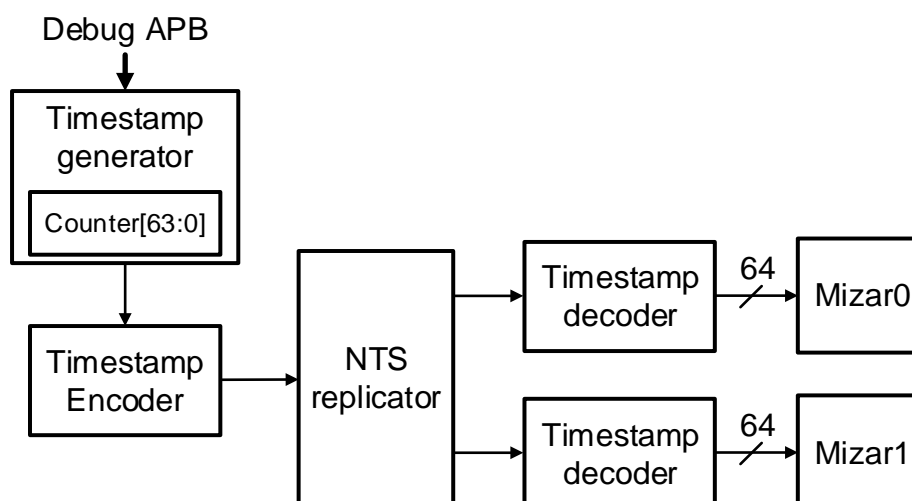 Debug APB
Timestamp
generator
Counter[63:0]
Timestamp
Encoder
NTS
replicator
Timestamp
decoder
64
Mizar0
Timestamp
decoder
64
Mizar1